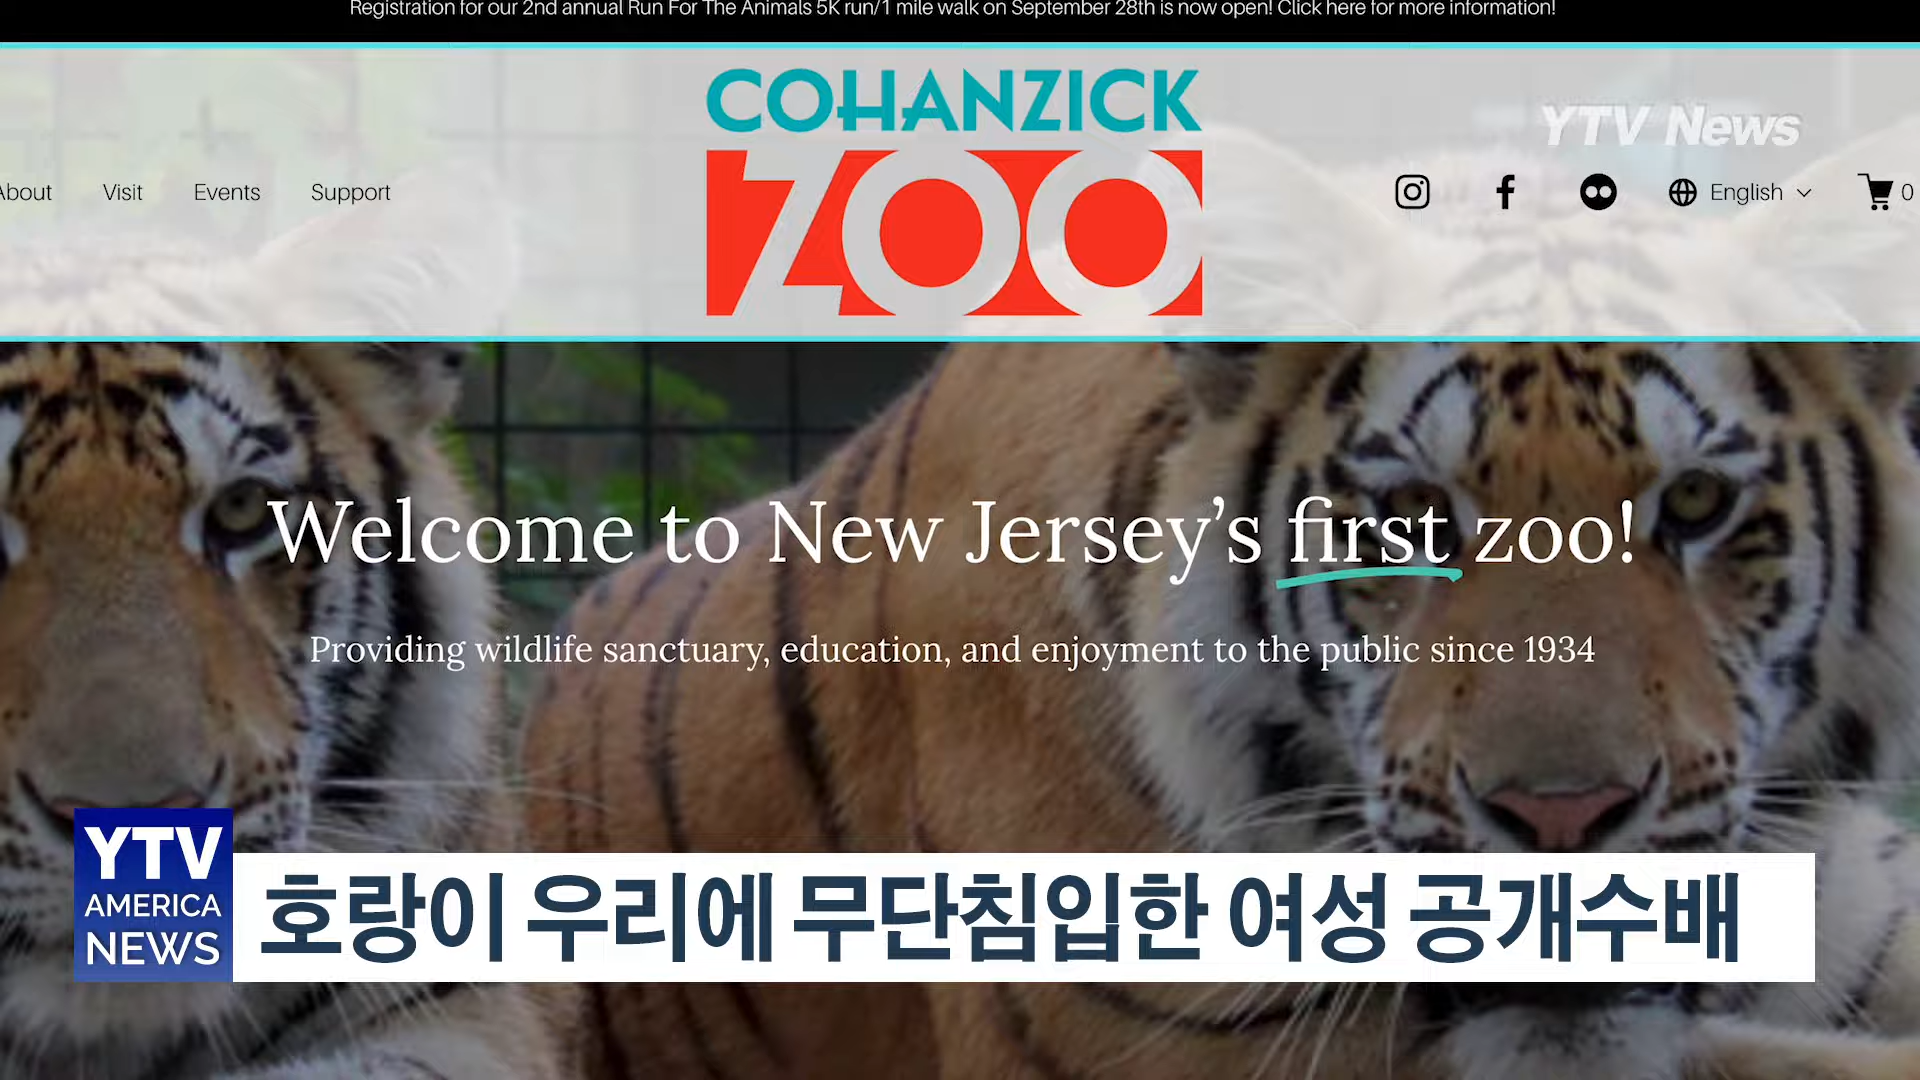 Registration for our 2nd annual Run For The Animals 5K run/1 mile walk on September 28th is now open! Click here for more information!
COHANZICK
ZOO
YTV News
About Visit Events Support
English 0
Welcome to New Jersey's first zoo!
Providing wildlife sanctuary, education, and enjoyment to the public since 1934
YTV
AMERICA
NEWS
호랑이 우리에 무단침입한 여성 공개수배